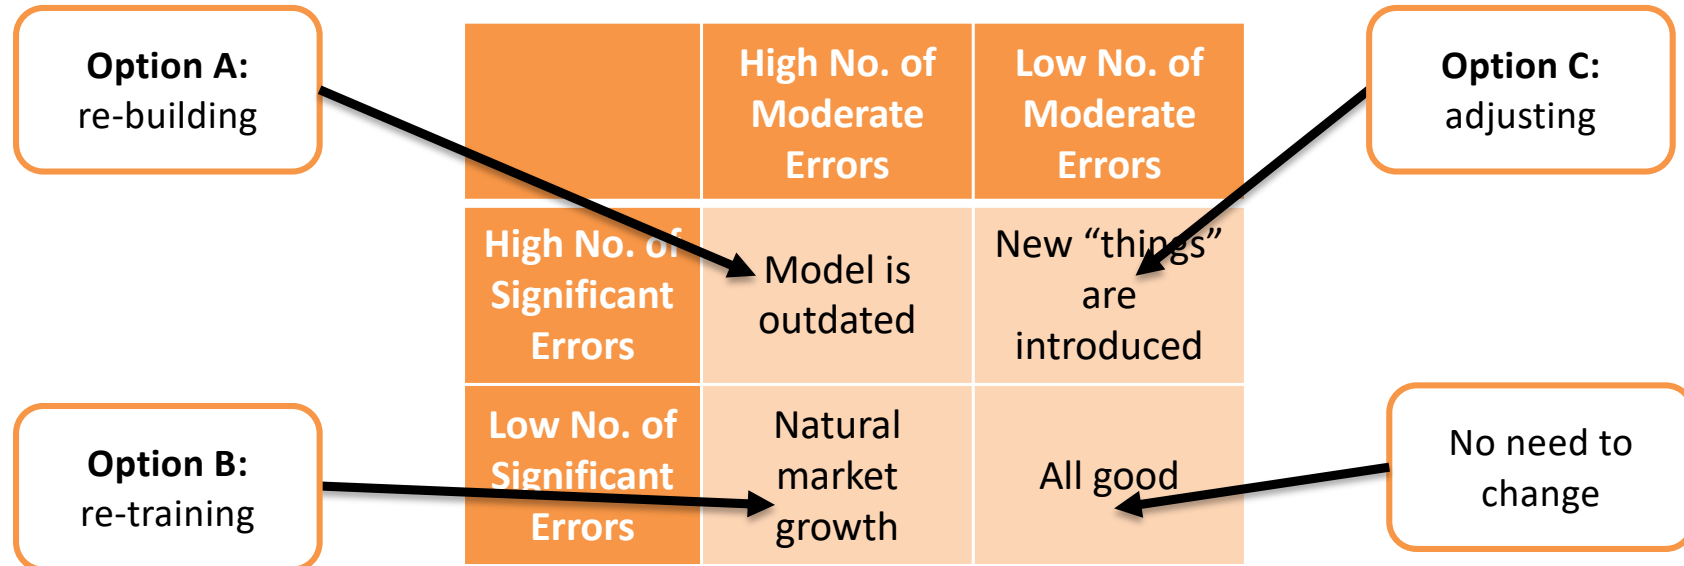 Option A:
re-building
High No. of
Moderate
Errors
Low No. of
Moderate
Errors
Option C:
adjusting
High No. of
Significant
Errors
Model is
outdated
New “things”
are
introduced
Option B:
re-training
Low No. of
Significant
Errors
Natural
market
growth
All good
No need to
change